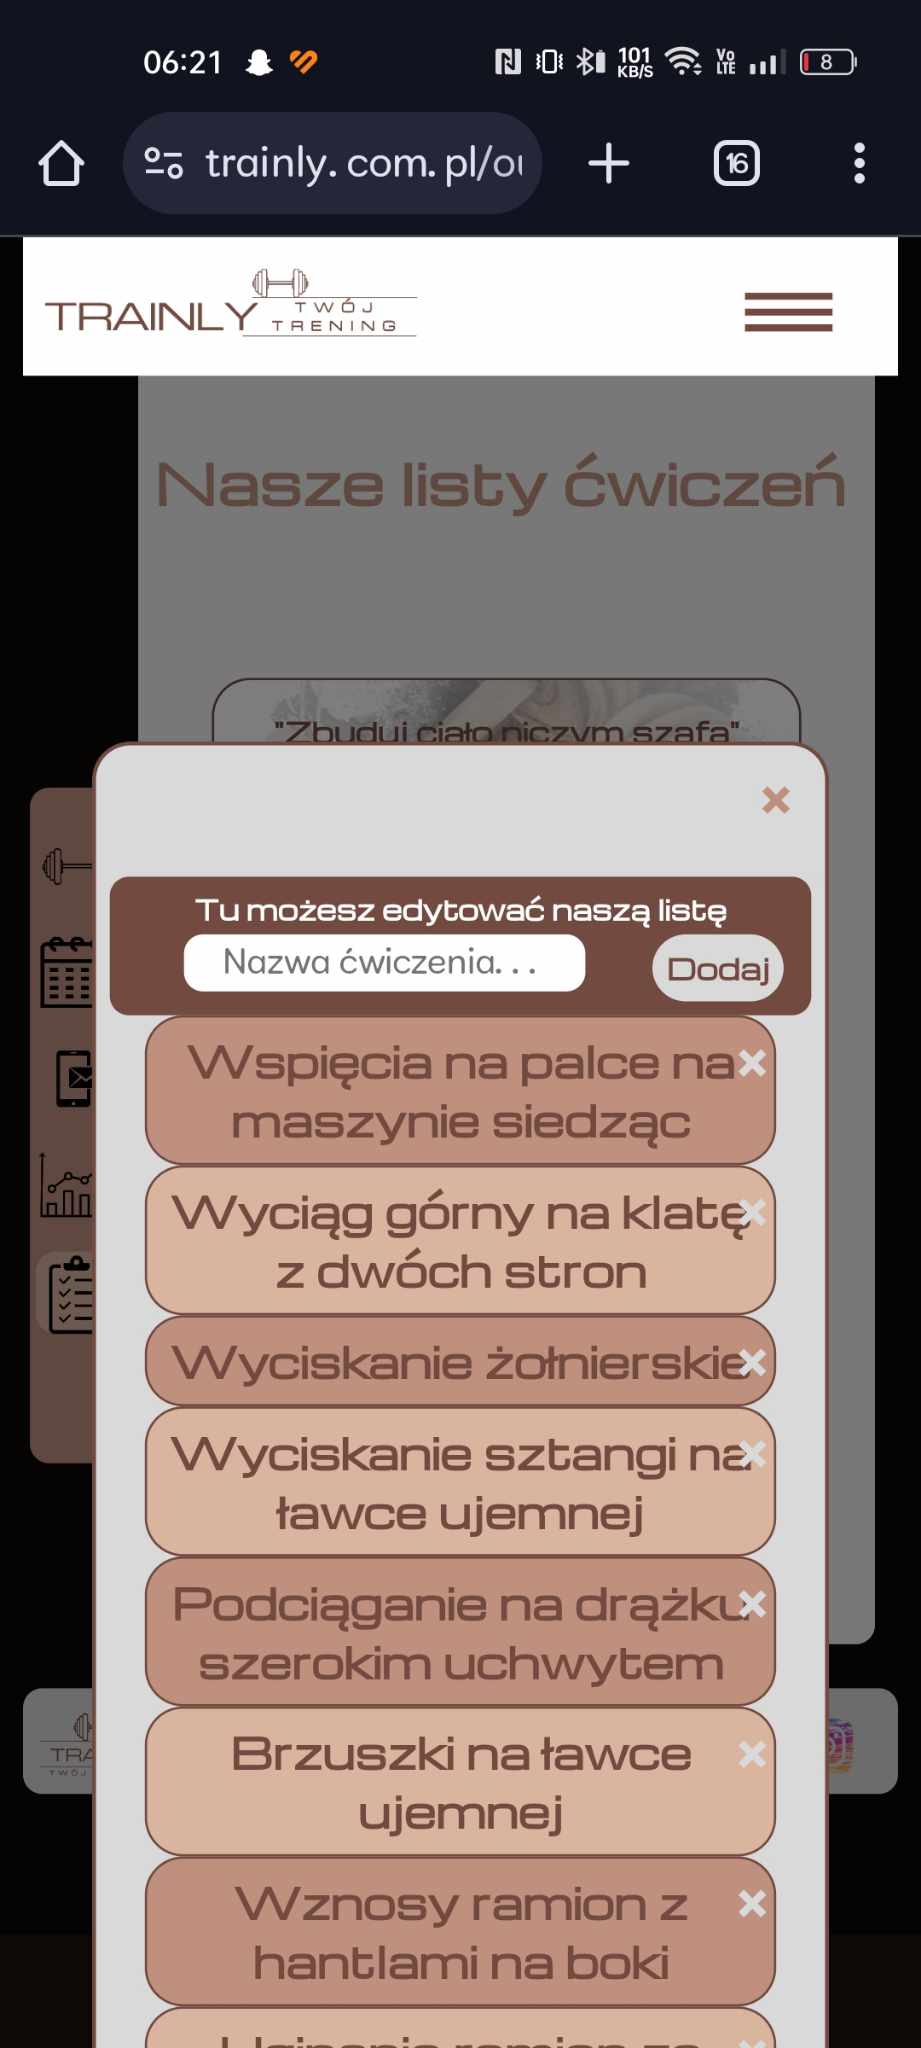 06:21
101
KB/S
Vo
LTE
8
trainly.com.pl/
16
TRAINLY
TWÓJ
TRENING
Nasze listy ćwiczeń
"Zbuduj ciało niczym szafa"
Tu możesz edytować naszą listę
Nazwa ćwiczenia...
Dodaj
Wspięcia na palce na
maszynie siedząc
Wyciąg górny na klatę
z dwóch stron
Wyciskanie żołnierskie
Wyciskanie sztangi na
ławce ujemnej
Podciąganie na drążku
szerokim uchwytem
Brzuszki na ławce
ujemnej
Wznosy ramion z
hantlami na boki
ramion